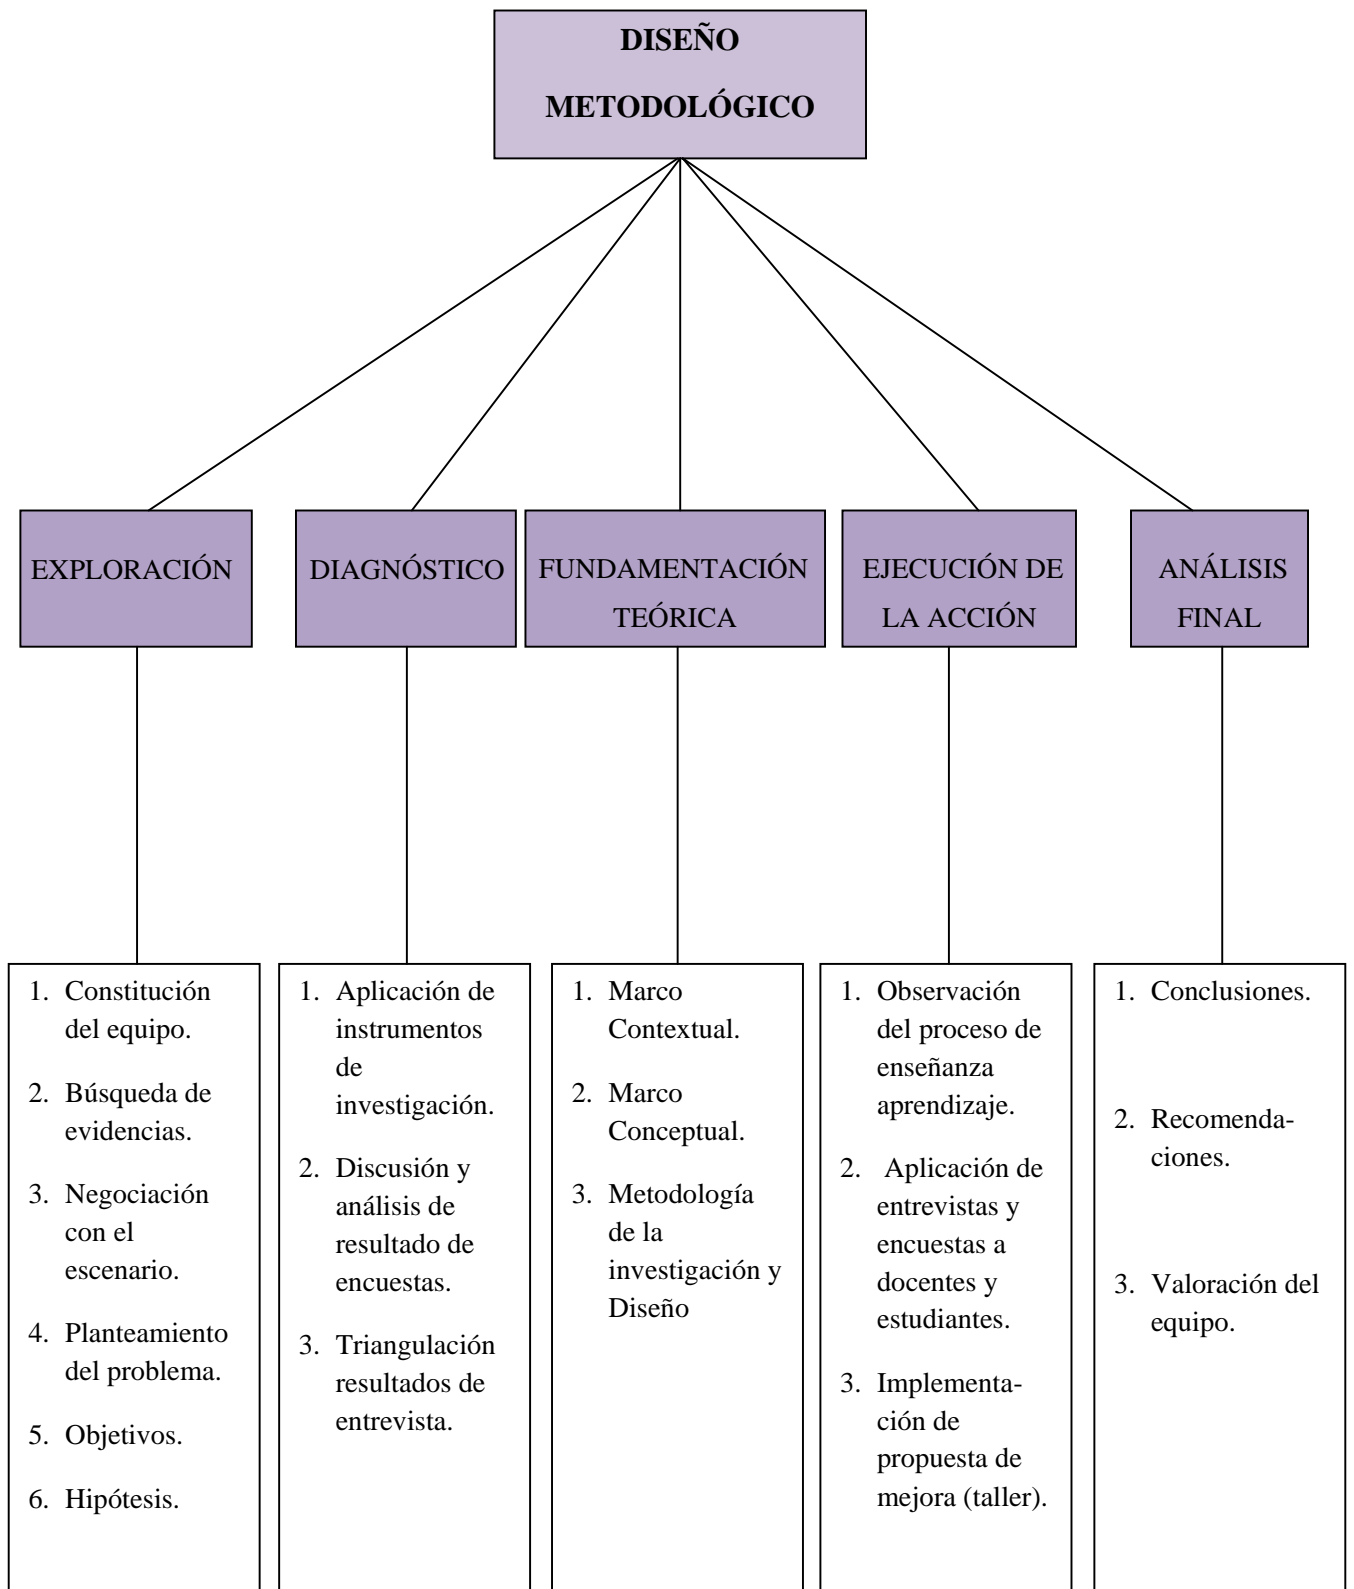 DISEÑO
METODOLÓGICO
EXPLORACIÓN
DIAGNÓSTICO
FUNDAMENTACIÓN
TEÓRICA
EJECUCIÓN DE
LA ACCIÓN
ANÁLISIS
FINAL
1. Constitución
del equipo.
2. Búsqueda de
evidencias.
3. Negociación
con el
escenario.
4. Planteamiento
del problema.
5. Objetivos.
6. Hipótesis.
1. Aplicación de
instrumentos
de
investigación.
2. Discusión y
análisis de
resultado de
encuestas.
3. Triangulación
resultados de
entrevista.
1. Marco
Contextual.
2. Marco
Conceptual.
3. Metodología
de la
investigación y
Diseño
1. Observación
del proceso de
enseñanza
aprendizaje.
2. Aplicación de
entrevistas y
encuestas a
docentes y
estudiantes.
3. Implementa-
ción de
propuesta de
mejora (taller).
1. Conclusiones.
2. Recomenda-
ciones.
3. Valoración del
equipo.